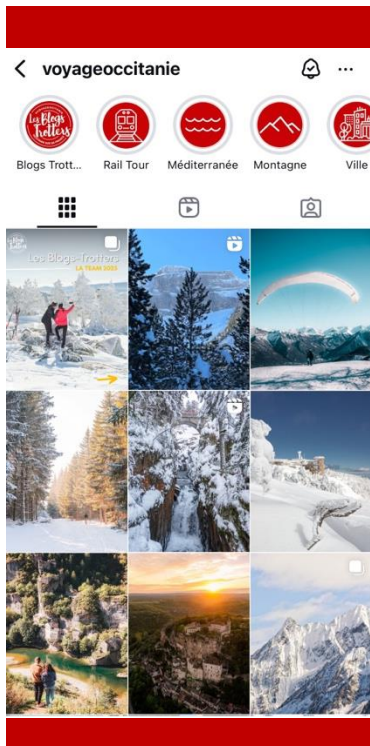 voyageoccitanie
Les Blogs
Trotters
Blogs Trott...
Rail Tour
Méditerranée
Montagne
Ville
Les Blogs-Trotters
LA TEAM 2023